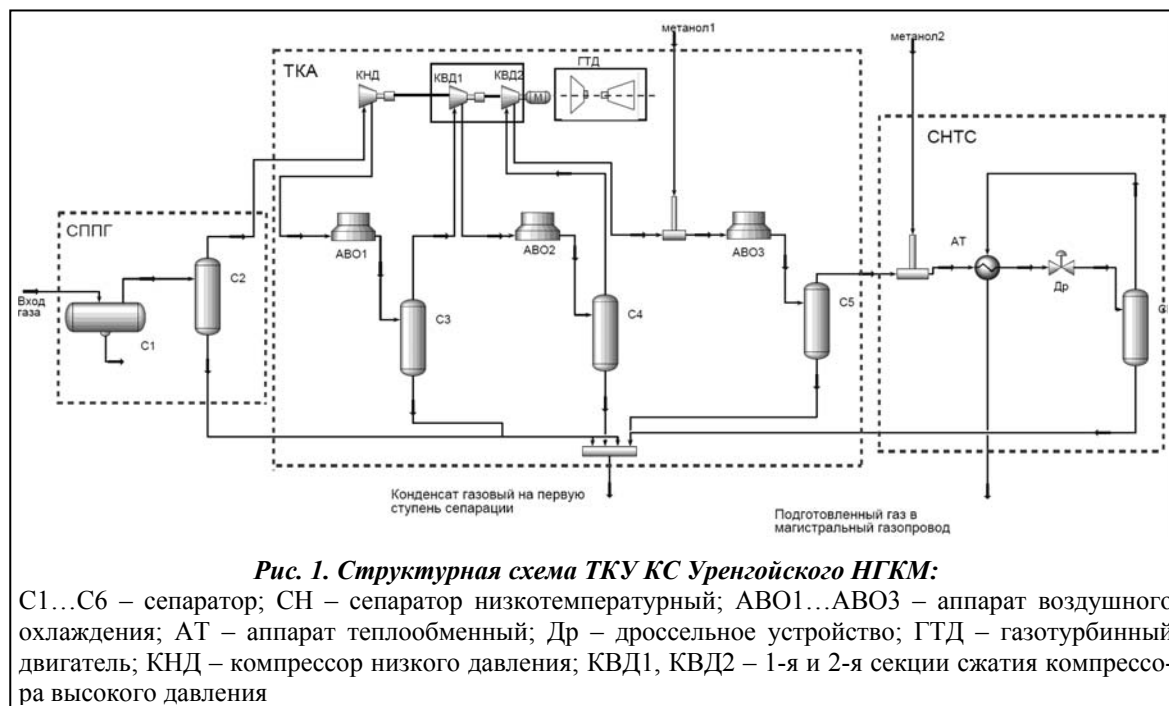 метанол1
метанол2
ТКА
КНД
КВД1
КВД2
ГТД
М
СНТС
СППГ
АВО1
АВО2
АВО3
АТ
Др
С2
Вход
газа
С1
С3
С4
С5
Конденсат газовый на первую
ступень сепарации
Подготовленный газ в
магистральный газопровод
Рис. 1. Структурная схема ТКУ КС Уренгойского НГКМ:
С1…С6 – сепаратор; СН – сепаратор низкотемпературный; АВО1…АВО3 – аппарат воздушного
охлаждения; АТ – аппарат теплообменный; Др – дроссельное устройство; ГТД – газотурбинный
двигатель; КНД – компрессор низкого давления; КВД1, КВД2 – 1-я и 2-я секции сжатия компрессо-
ра высокого давления